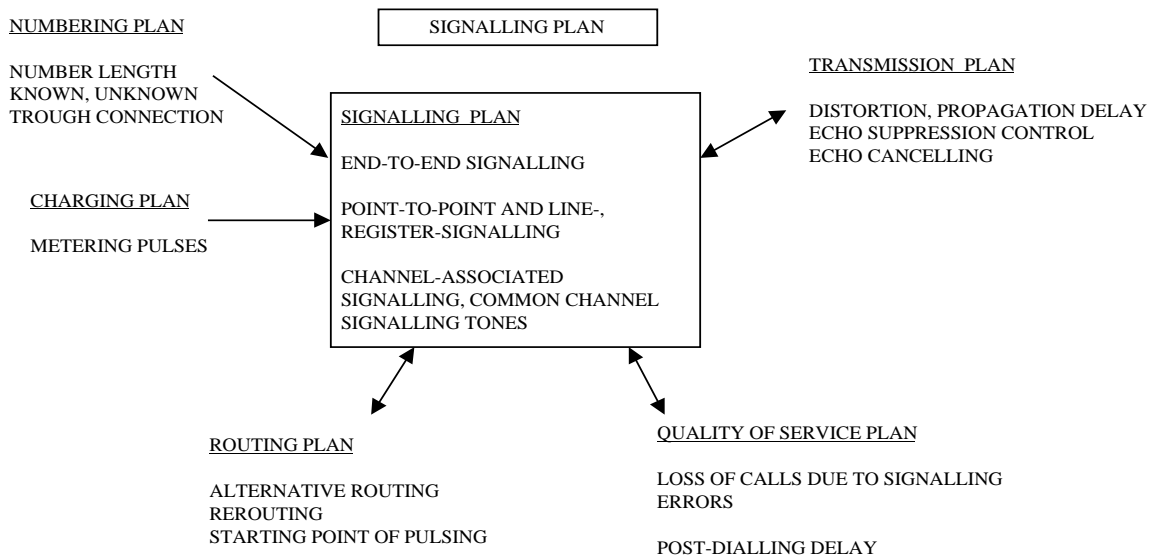 NUMBERING PLAN
NUMBER LENGTH
KNOWN, UNKNOWN
TROUGH CONNECTION
SIGNALLING PLAN
TRANSMISSION PLAN
DISTORTION, PROPAGATION DELAY
ECHO SUPPRESSION CONTROL
ECHO CANCELLING
SIGNALLING PLAN
END-TO-END SIGNALLING
POINT-TO-POINT AND LINE-,
REGISTER-SIGNALLING
CHANNEL-ASSOCIATED
SIGNALLING, COMMON CHANNEL
SIGNALLING TONES
CHARGING PLAN
METERING PULSES
ROUTING PLAN
ALTERNATIVE ROUTING
REROUTING
STARTING POINT OF PULSING
QUALITY OF SERVICE PLAN
LOSS OF CALLS DUE TO SIGNALLING
ERRORS
POST-DIALLING DELAY